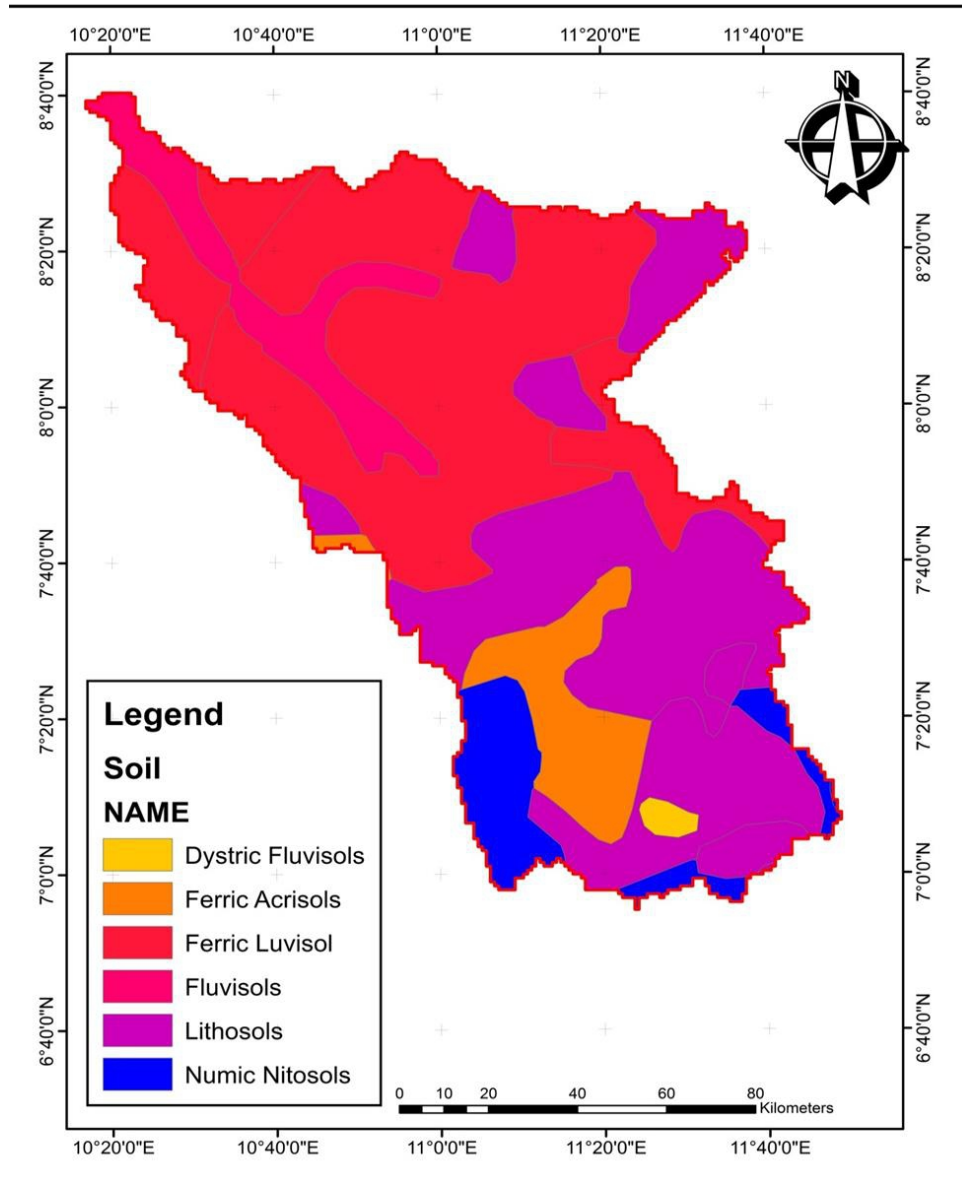 10°20'0"E 10°40'0"E 11°0'0"E 11°20'0"E 11°40'0"E
N
8°40'0"N 8°40'0"N
8°20'0"N 8°20'0"N
8°0'0"N 8°0'0"N
7°40'0"N 7°40'0"N
7°20'0"N 7°20'0"N
7°0'0"N 7°0'0"N
6°40'0"N 6°40'0"N
Legend
Soil
NAME
Dystric Fluvisols
Ferric Acrisols
Ferric Luvisol
Fluvisols
Lithosols
Numic Nitosols
0 10 20 40 60 80
Kilometers
10°20'0"E 10°40'0"E 11°0'0"E 11°20'0"E 11°40'0"E